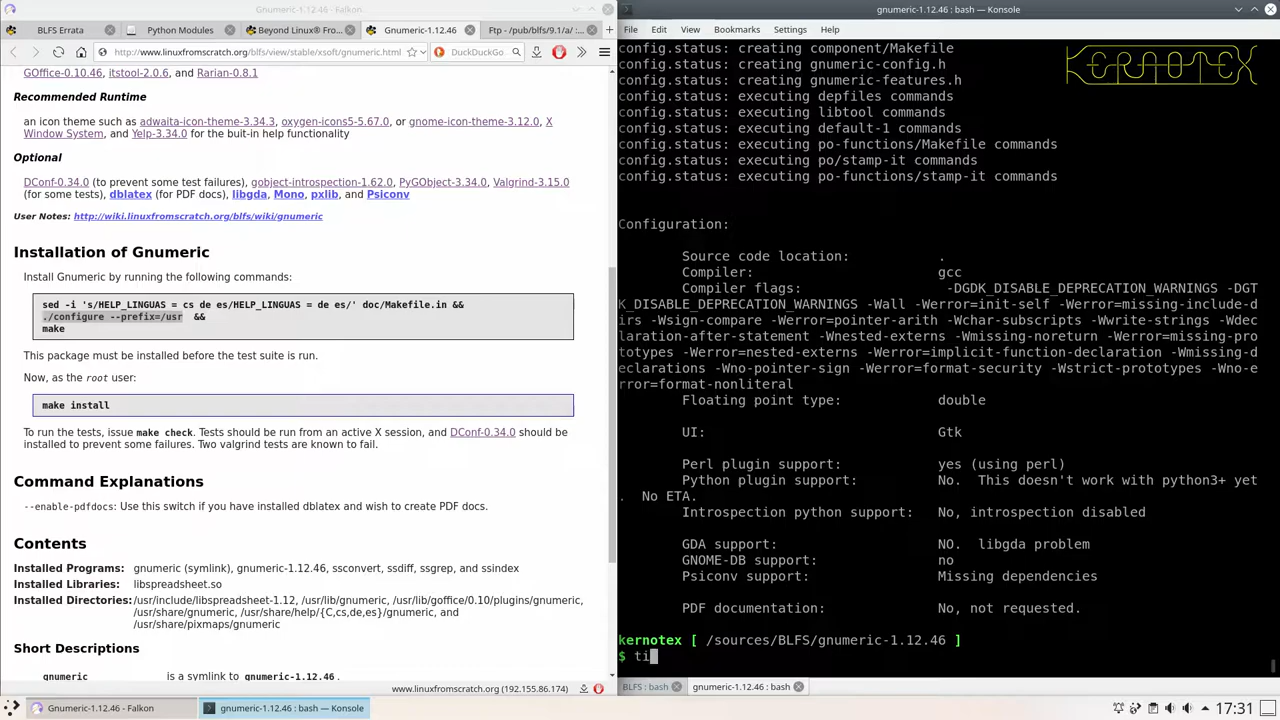 Gnumeric-1.12.46 - Falkon
BLFS Errata
Python Modules
Beyond Linux® Fro...
Gnumeric-1.12.46
Ftp - /pub/blfs/9.1/a/ :...
http://www.linuxfromscratch.org/blfs/view/stable/xsoft/gnumeric.html
DuckDuckGo
GOffice-0.10.46, itstool-2.0.6, and Rarian-0.8.1
Recommended Runtime
an icon theme such as adwaita-icon-theme-3.34.3, oxygen-icons5-5.67.0, or gnome-icon-theme-3.12.0, X
Window System, and Yelp-3.34.0 for the buit-in help functionality
Optional
DConf-0.34.0 (to prevent some test failures), gobject-introspection-1.62.0, PyGObject-3.34.0, Valgrind-3.15.0
(for some tests), dblatex (for PDF docs), libgda, Mono, pxlib, and Psiconv
User Notes: http://wiki.linuxfromscratch.org/blfs/wiki/gnumeric
Installation of Gnumeric
Install Gnumeric by running the following commands:
sed -i 's/HELP_LINGUAS = cs de es/HELP_LINGUAS = de es/' doc/Makefile.in &&
./configure --prefix=/usr  &&
make
This package must be installed before the test suite is run.
Now, as the root user:
make install
To run the tests, issue make check. Tests should be run from an active X session, and DConf-0.34.0 should be
installed to prevent some failures. Two valgrind tests are known to fail.
Command Explanations
--enable-pdfdocs: Use this switch if you have installed dblatex and wish to create PDF docs.
Contents
Installed Programs: gnumeric (symlink), gnumeric-1.12.46, ssconvert, ssdiff, ssgrep, and ssindex
Installed Libraries: libspreadsheet.so
Installed Directories: /usr/include/libspreadsheet-1.12, /usr/lib/gnumeric, /usr/lib/goffice/0.10/plugins/gnumeric,
/usr/share/gnumeric, /usr/share/help/{C,cs,de,es}/gnumeric, and
/usr/share/pixmaps/gnumeric
Short Descriptions
gnumeric is a symlink to gnumeric-1.12.46.
www.linuxfromscratch.org (192.155.86.174)
gnumeric-1.12.46 : bash — Konsole
File Edit View Bookmarks Settings Help
KERNOTEX
config.status: creating component/Makefile
config.status: creating gnumeric-config.h
config.status: creating gnumeric-features.h
config.status: executing depfiles commands
config.status: executing libtool commands
config.status: executing default-1 commands
config.status: executing po-functions/Makefile commands
config.status: executing po/stamp-it commands
config.status: executing po-functions/stamp-it commands
Configuration:
Source code location: .
Compiler: gcc
Compiler flags: -DGDK_DISABLE_DEPRECATION_WARNINGS -DGT
K_DISABLE_DEPRECATION_WARNINGS -Wall -Werror=init-self -Werror=missing-include-d
irs -Wsign-compare -Werror=pointer-arith -Wchar-subscripts -Wwrite-strings -Wdec
laration-after-statement -Wnested-externs -Wmissing-noreturn -Werror=missing-pro
totypes -Werror=nested-externs -Werror=implicit-function-declaration -Wmissing-d
eclarations -Wno-pointer-sign -Werror=format-security -Wstrict-prototypes -Wno-e
rror=format-nonliteral
Floating point type: double
UI: Gtk
Perl plugin support: yes (using perl)
Python plugin support: No.  This doesn't work with python3+ yet
.  No ETA.
Introspection python support: No, introspection disabled
GDA support: NO.  libgda problem
GNOME-DB support: no
Psiconv support: Missing dependencies
PDF documentation: No, not requested.
kernotex [ /sources/BLFS/gnumeric-1.12.46 ]
$ ti
BLFS : bash
gnumeric-1.12.46 : bash
Gnumeric-1.12.46 - Falkon
gnumeric-1.12.46 : bash — Konsole
17:31